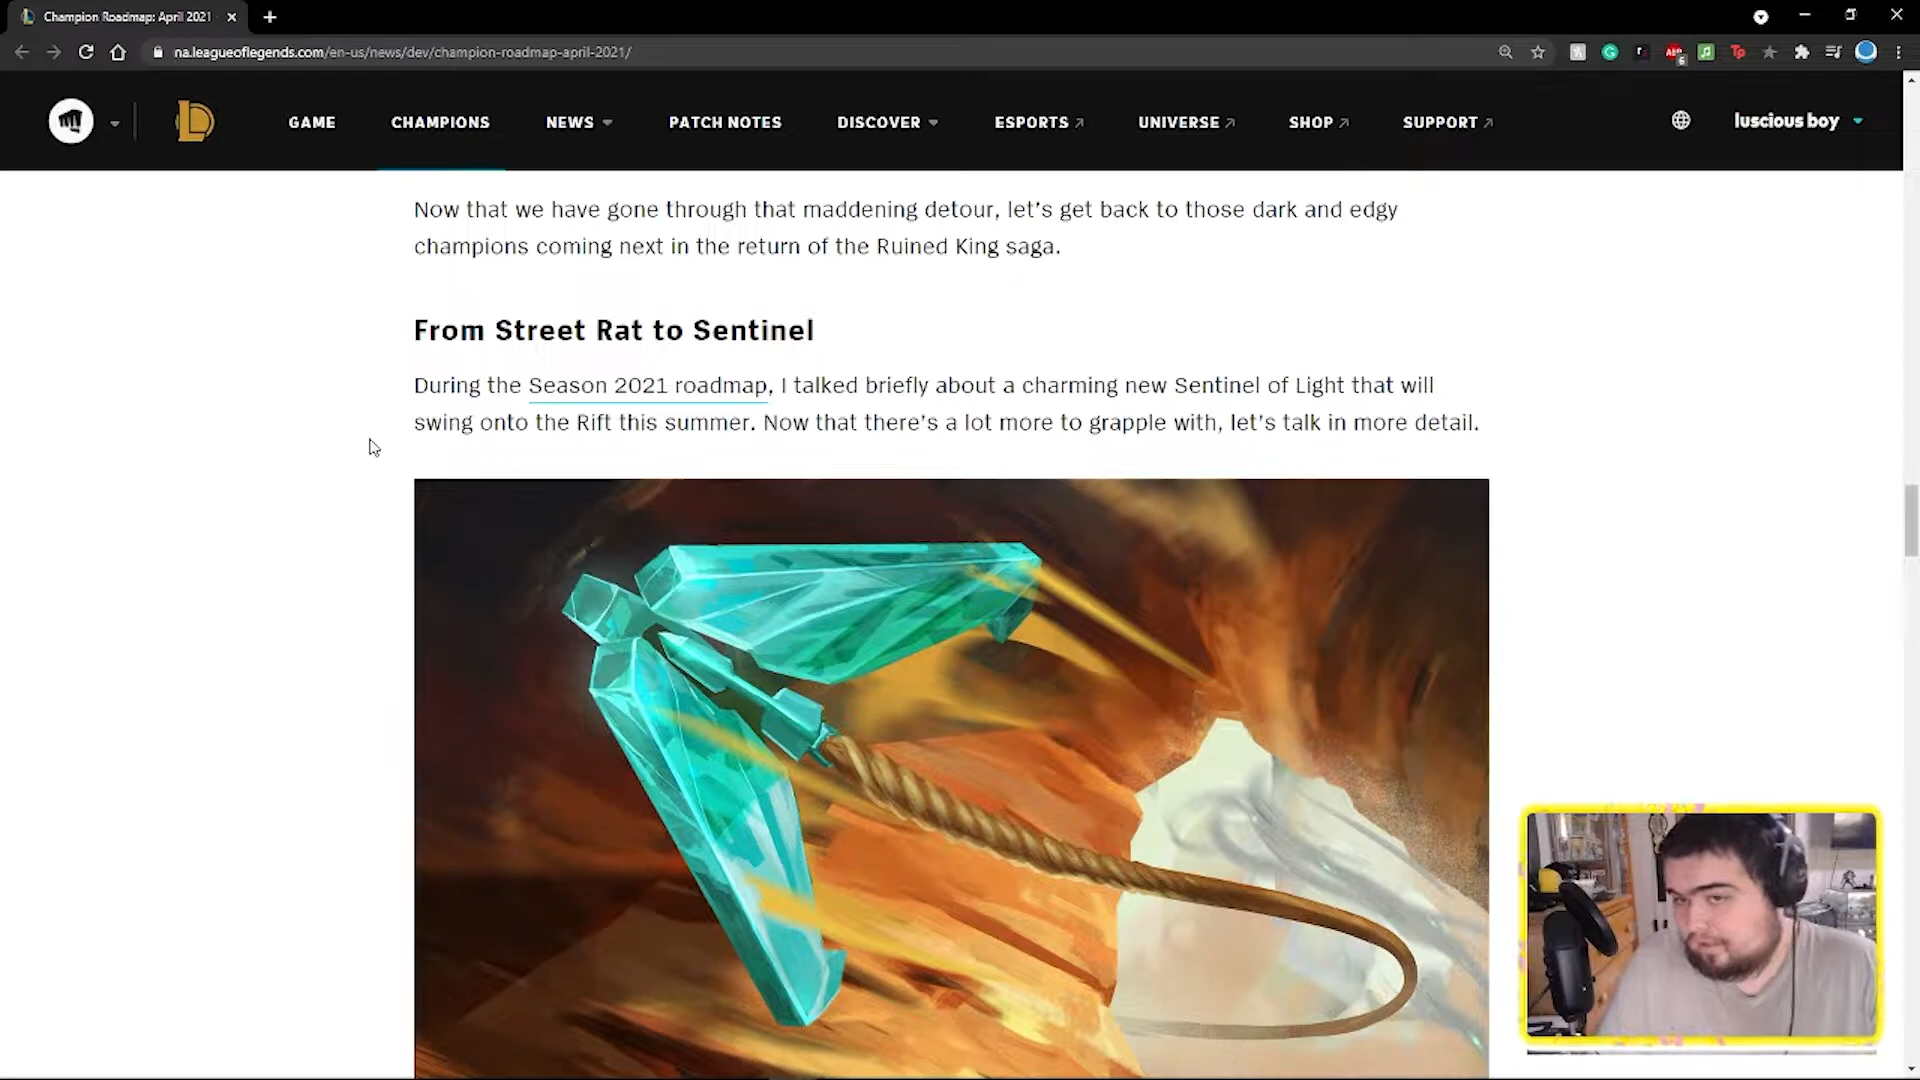 Champion Roadmap: April 2021
na.leagueoflegends.com/en-us/news/dev/champion-roadmap-april-2021/
ABP
6
Tp
GAME
CHAMPIONS
NEWS
PATCH NOTES
DISCOVER
ESPORTS
UNIVERSE
SHOP
SUPPORT
luscious boy
Now that we have gone through that maddening detour, let's get back to those dark and edgy
champions coming next in the return of the Ruined King saga.
From Street Rat to Sentinel
During the Season 2021 roadmap, I talked briefly about a charming new Sentinel of Light that will
swing onto the Rift this summer. Now that there's a lot more to grapple with, let's talk in more detail.